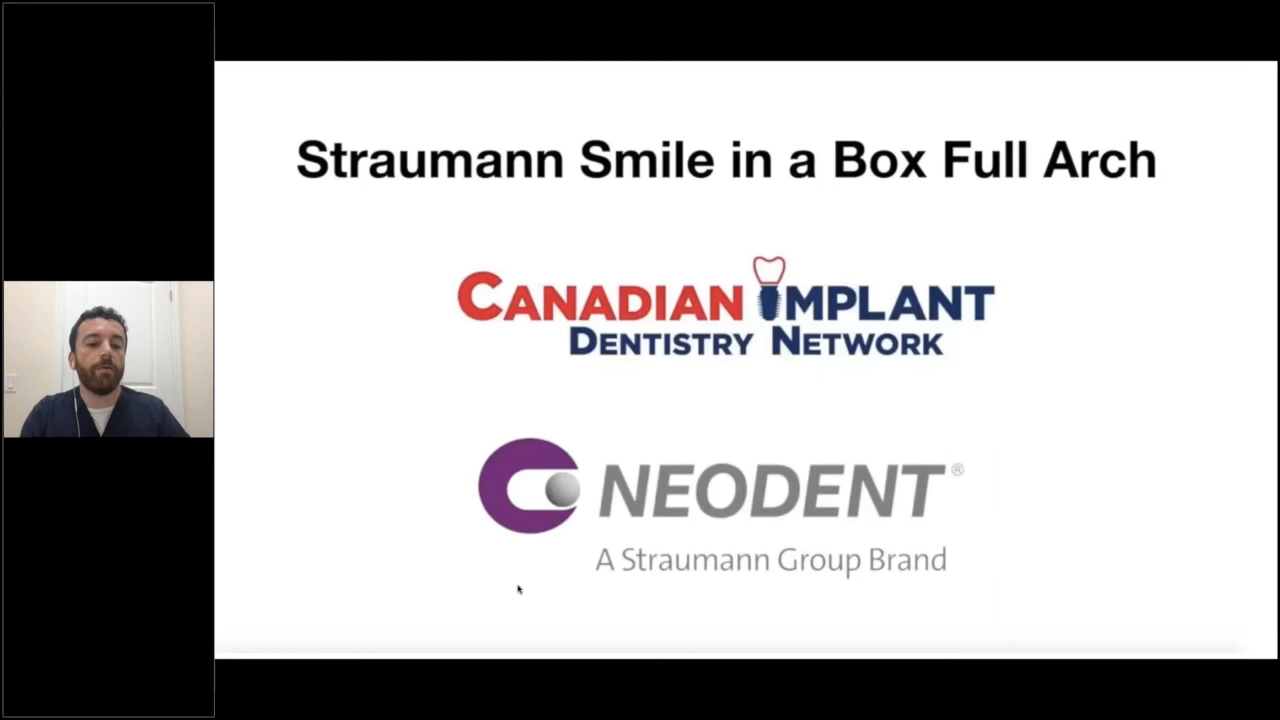 Straumann Smile in a Box Full Arch
CANADIAN IMPLANT
DENTISTRY NETWORK
NEODENT®
A Straumann Group Brand